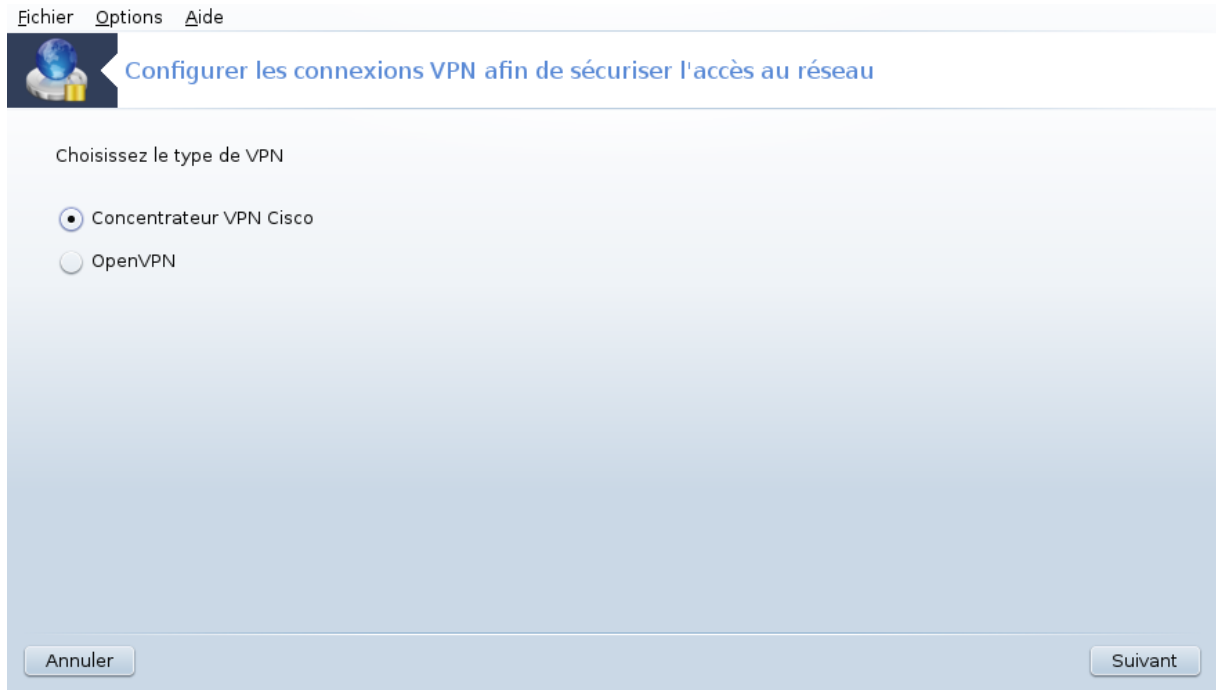 Fichier Options Aide
Configurer les connexions VPN afin de sécuriser l'accès au réseau
Choisissez le type de VPN
Concentrateur VPN Cisco
OpenVPN
Annuler Suivant